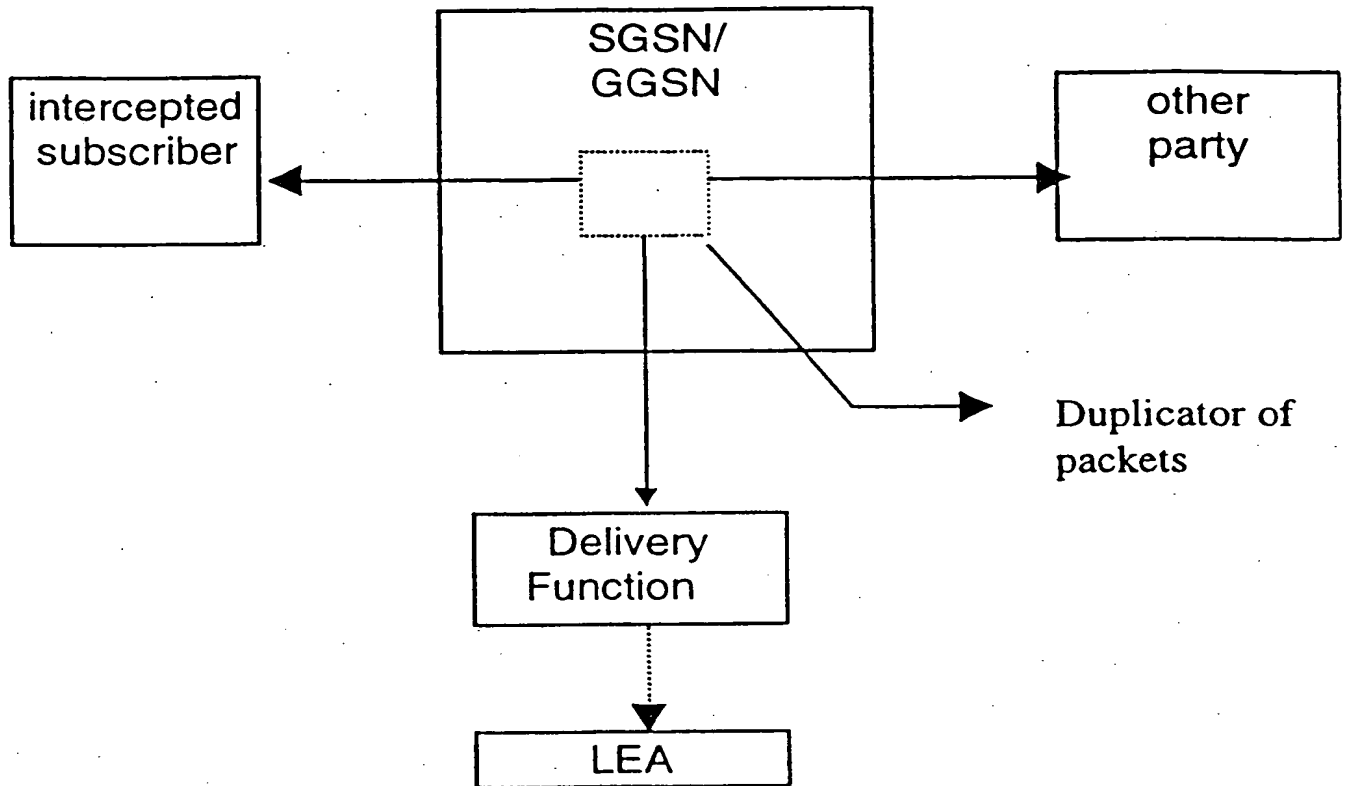 SGSN/
GGSN
intercepted
subscriber
other
party
Duplicator of
packets
Delivery
Function
LEA